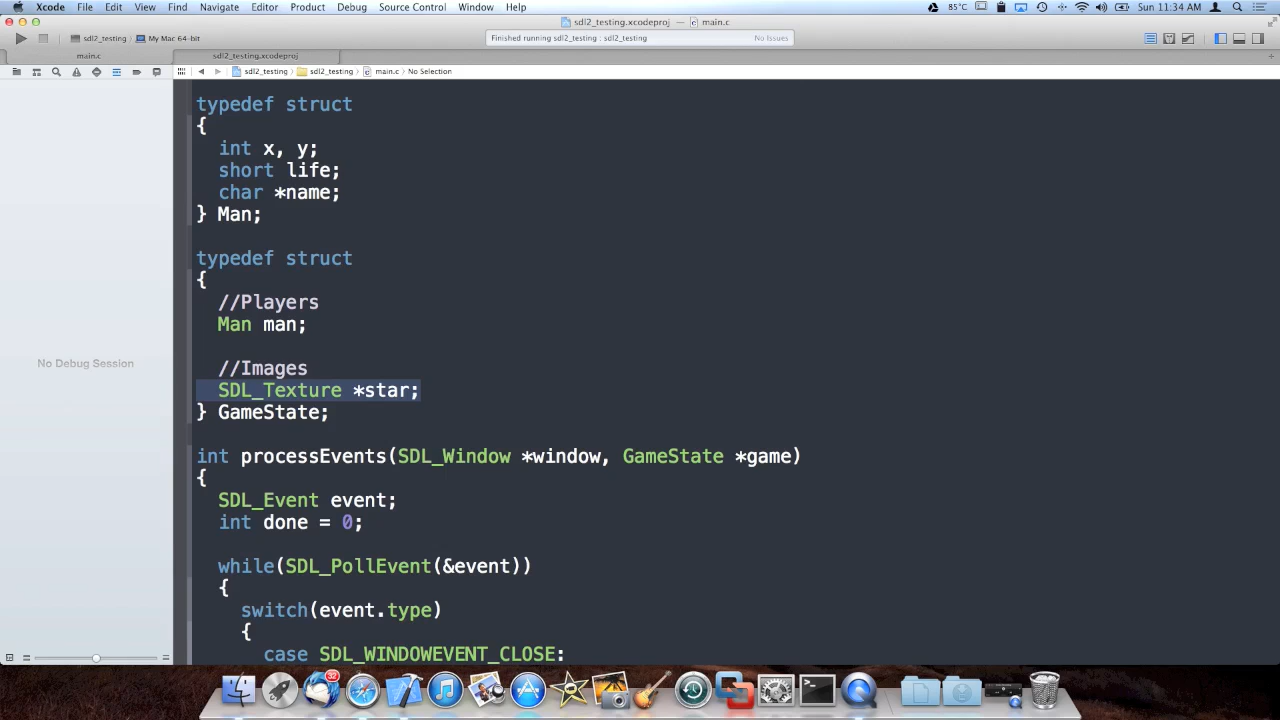 Xcode File Edit View Find Navigate Editor Product Debug Source Control Window Help 85°C Sun 11:34 AM
sdl2_testing.xcodeproj — main.c
sdl2_testing My Mac 64-bit Finished running sdl2_testing : sdl2_testing No Issues
main.c sdl2_testing.xcodeproj
sdl2_testing sdl2_testing main.c No Selection
typedef struct
{
int x, y;
short life;
char *name;
} Man;
typedef struct
{
//Players
Man man;
No Debug Session
//Images
SDL_Texture *star;
} GameState;
int processEvents(SDL_Window *window, GameState *game)
{
SDL_Event event;
int done = 0;
while(SDL_PollEvent(&event))
{
switch(event.type)
{
case SDL_WINDOWEVENT_CLOSE:
32